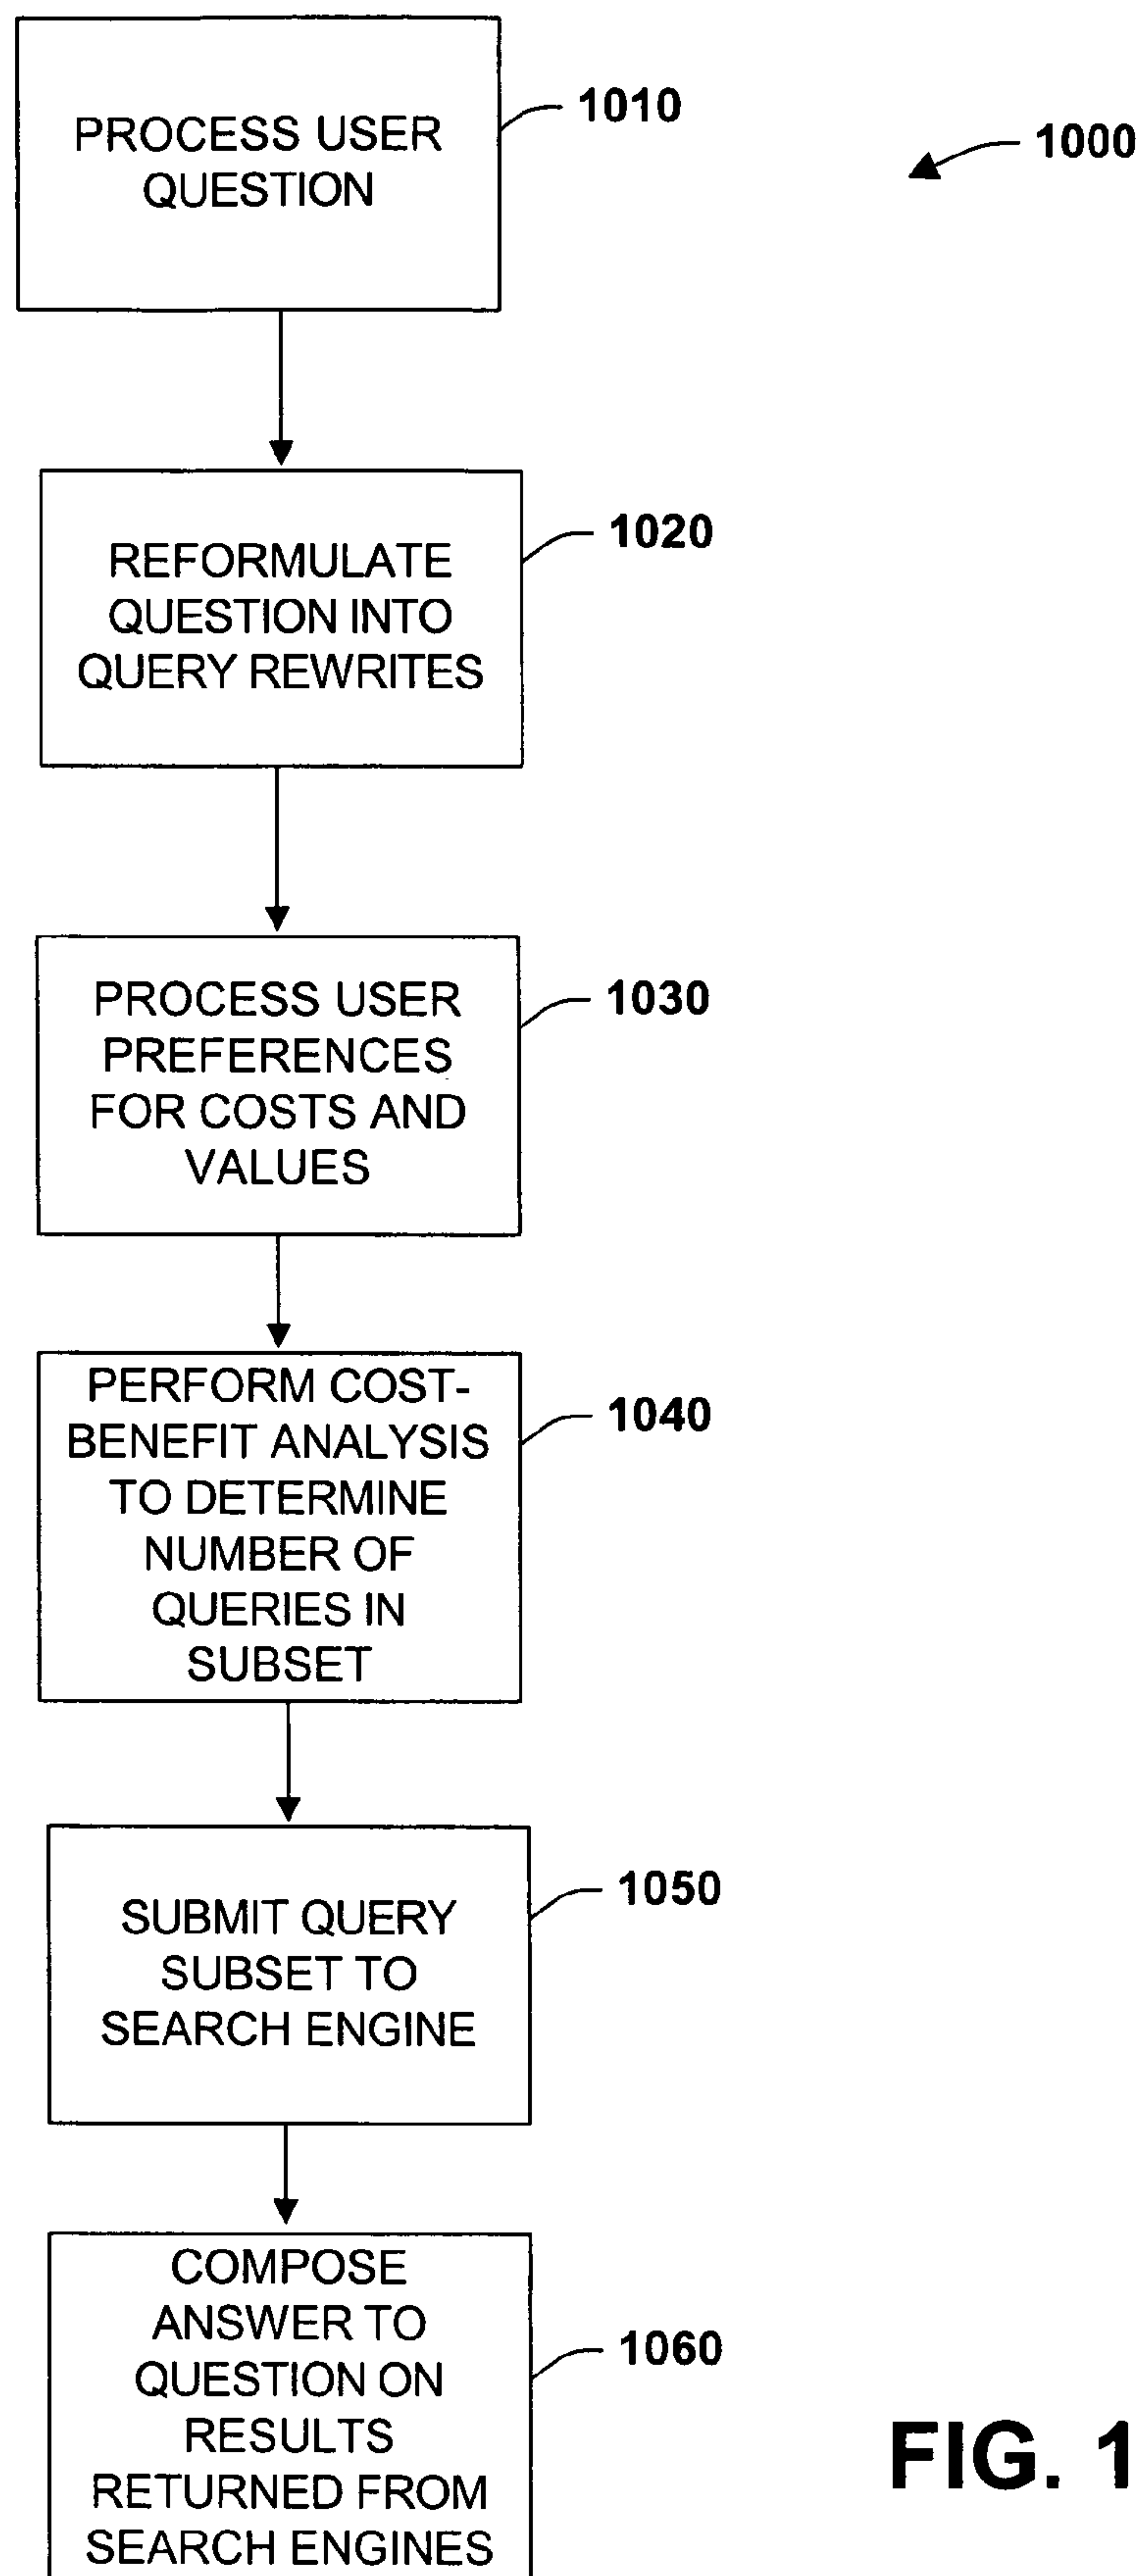 PROCESS USER
QUESTION
1010
1000
REFORMULATE
QUESTION INTO
QUERY REWRITES
1020
PROCESS USER
PREFERENCES
FOR COSTS AND
VALUES
1030
PERFORM COST-
BENEFIT ANALYSIS
TO DETERMINE
NUMBER OF
QUERIES IN
SUBSET
1040
SUBMIT QUERY
SUBSET TO
SEARCH ENGINE
1050
COMPOSE
ANSWER TO
QUESTION ON
RESULTS
RETURNED FROM
SEARCH ENGINES
1060
FIG. 1